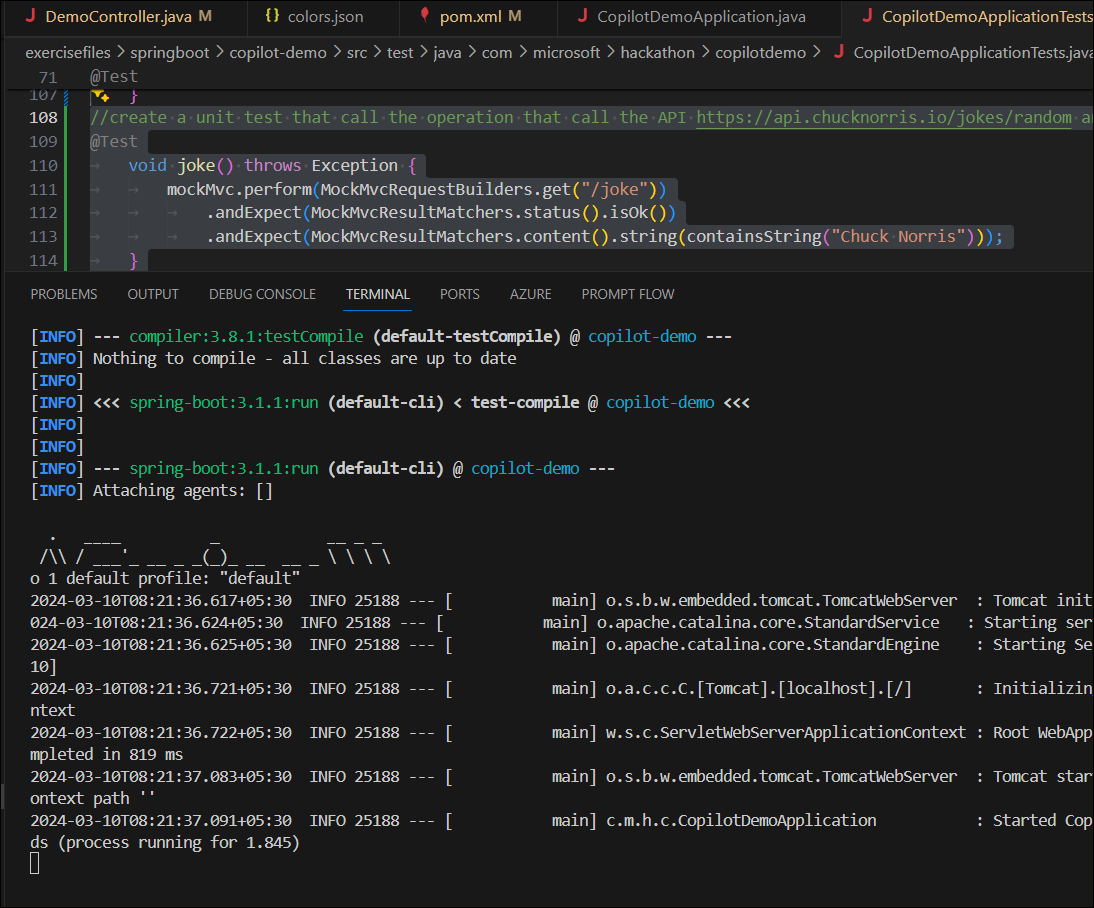 DemoController.java M
colors.json
pom.xml M
CopilotDemoApplication.java
CopilotDemoApplicationTests
exercisefiles > springboot > copilot-demo > src > test > java > com > microsoft > hackathon > copilotdemo > CopilotDemoApplicationTests.java
71 @Test
107 }
108 //create a unit test that call the operation that call the API https://api.chucknorris.io/jokes/random a
109 @Test
110 void joke() throws Exception {
111 mockMvc.perform(MockMvcRequestBuilders.get("/joke"))
112 .andExpect(MockMvcResultMatchers.status().isOk())
113 .andExpect(MockMvcResultMatchers.content().string(containsString("Chuck Norris")));
114 }
PROBLEMS OUTPUT DEBUG CONSOLE TERMINAL PORTS AZURE PROMPT FLOW
[INFO] --- compiler:3.8.1:testCompile (default-testCompile) @ copilot-demo ---
[INFO] Nothing to compile - all classes are up to date
[INFO]
[INFO] <<< spring-boot:3.1.1:run (default-cli) < test-compile @ copilot-demo <<<
[INFO]
[INFO]
[INFO] --- spring-boot:3.1.1:run (default-cli) @ copilot-demo ---
[INFO] Attaching agents: []
  .   ____          _            __ _ _
 /\\ / ___'_ __ _ _(_)_ __  __ _ \ \ \ \
o 1 default profile: "default"
2024-03-10T08:21:36.617+05:30  INFO 25188 --- [           main] o.s.b.w.embedded.tomcat.TomcatWebServer  : Tomcat init
024-03-10T08:21:36.624+05:30  INFO 25188 --- [           main] o.apache.catalina.core.StandardService   : Starting ser
2024-03-10T08:21:36.625+05:30  INFO 25188 --- [           main] o.apache.catalina.core.StandardEngine    : Starting Se
10]
2024-03-10T08:21:36.721+05:30  INFO 25188 --- [           main] o.a.c.c.C.[Tomcat].[localhost].[/]       : Initializin
ntext
2024-03-10T08:21:36.722+05:30  INFO 25188 --- [           main] w.s.c.ServletWebServerApplicationContext : Root WebApp
mpleted in 819 ms
2024-03-10T08:21:37.083+05:30  INFO 25188 --- [           main] o.s.b.w.embedded.tomcat.TomcatWebServer  : Tomcat star
ontext path ''
2024-03-10T08:21:37.091+05:30  INFO 25188 --- [           main] c.m.h.c.CopilotDemoApplication           : Started Cop
ds (process running for 1.845)